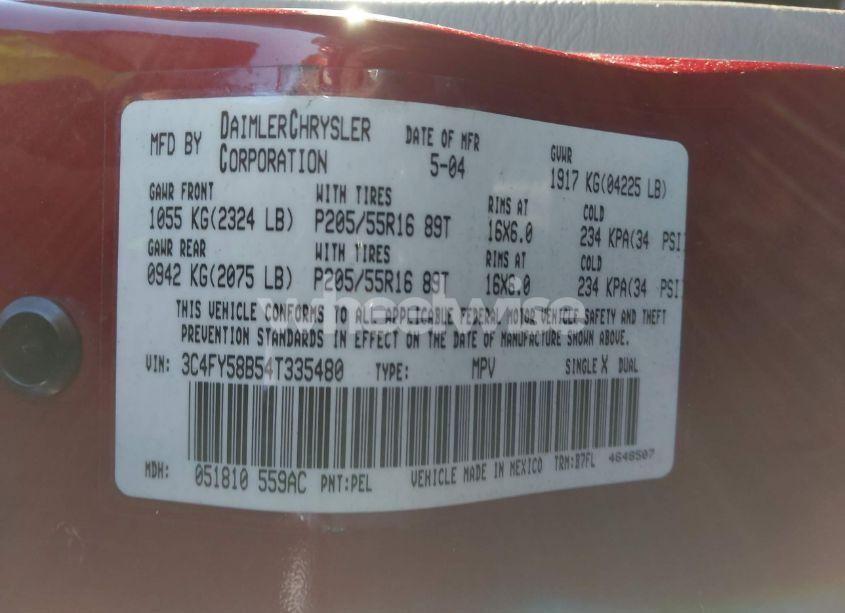 MFD BY DAIMLERCHRYSLER CORPORATION DATE OF MFR 5-04 GVWR 1917 KG(04225 LB)
GAWR FRONT WITH TIRES RIMS AT COLD
1055 KG(2324 LB) P205/55R16 89T 16X6.0 234 KPA(34 PSI
GAWR REAR WITH TIRES RIMS AT COLD
0942 KG(2075 LB) P205/55R16 89T 16X6.0 234 KPA(34 PSI
THIS VEHICLE CONFORMS TO ALL APPLICABLE FEDERAL MOTOR VEHICLE SAFETY AND THEFT
PREVENTION STANDARDS IN EFFECT ON THE DATE OF MANUFACTURE SHOWN ABOVE.
VIN: 3C4FY58B54T335480 TYPE: MPV SINGLE X DUAL
MDH: 051810 559AC PNT:PEL VEHICLE MADE IN MEXICO TRM:B7FL 4648507
wheelwise